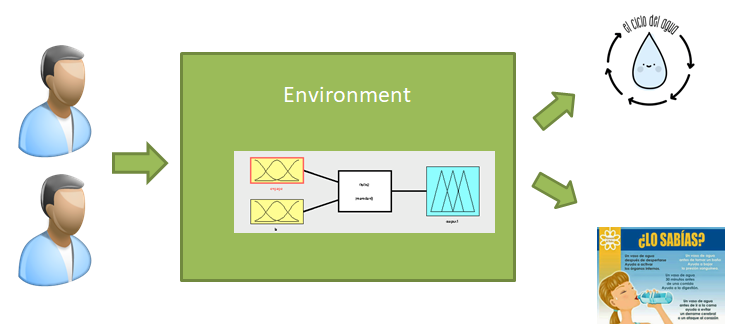 el ciclo del agua
Environment
(mamdani)
¿LO SABÍAS?
Un vaso de agua
después de despertarse
Ayuda a activar
los órganos internos.
Un vaso de agua
antes de tomar un baño
Ayuda a bajar
la presión sanguínea.
Un vaso de agua
30 minutos antes
de una comida
Ayuda a la digestión.
Un vaso de agua
antes de ir a la cama
ayuda a evitar
un derrame cerebral
o un ataque al corazón